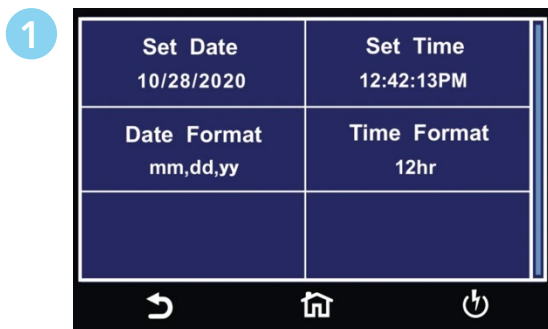 1
Set Date
10/28/2020
Set Time
12:42:13PM
Date Format
mm,dd,yy
Time Format
12hr